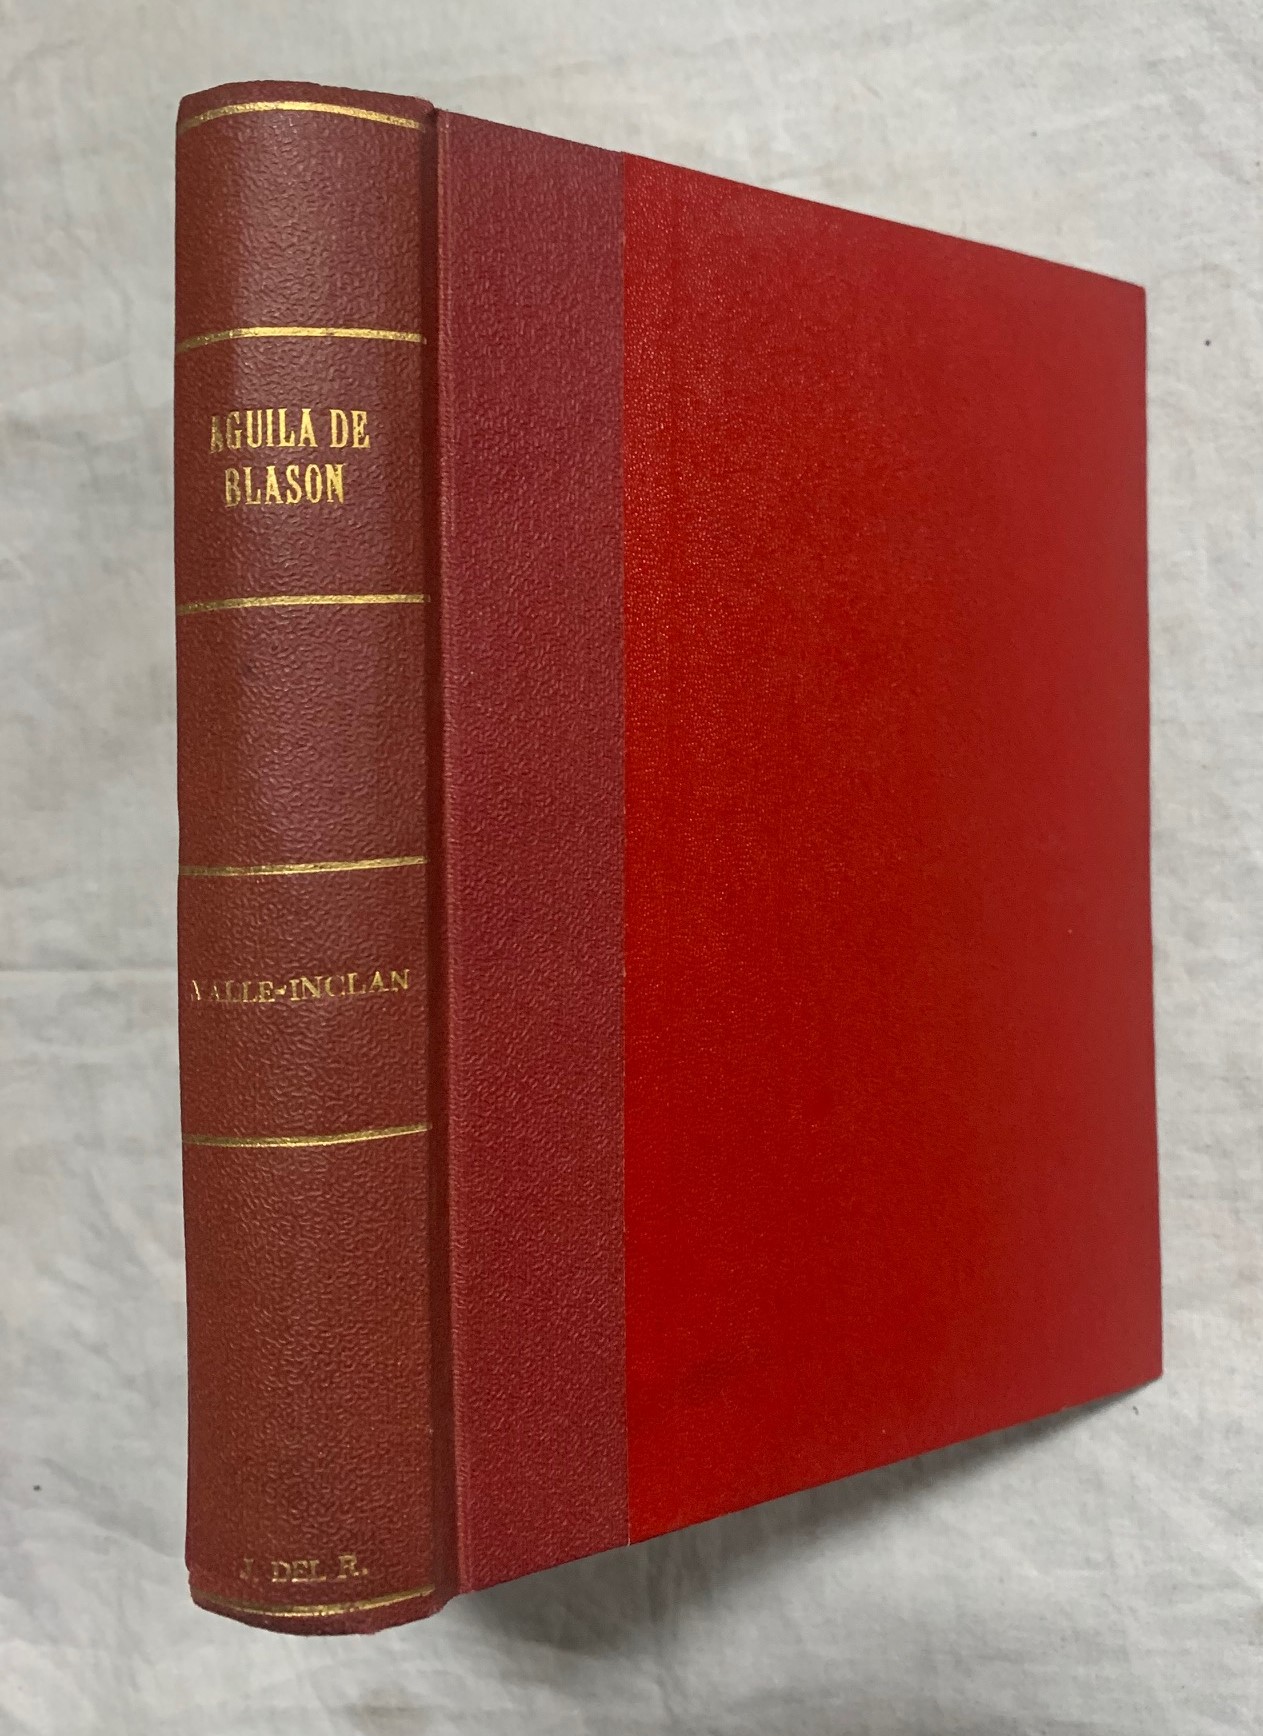 AGUILA DE
BLASON
VALLE-INCLAN
J. DEL R.